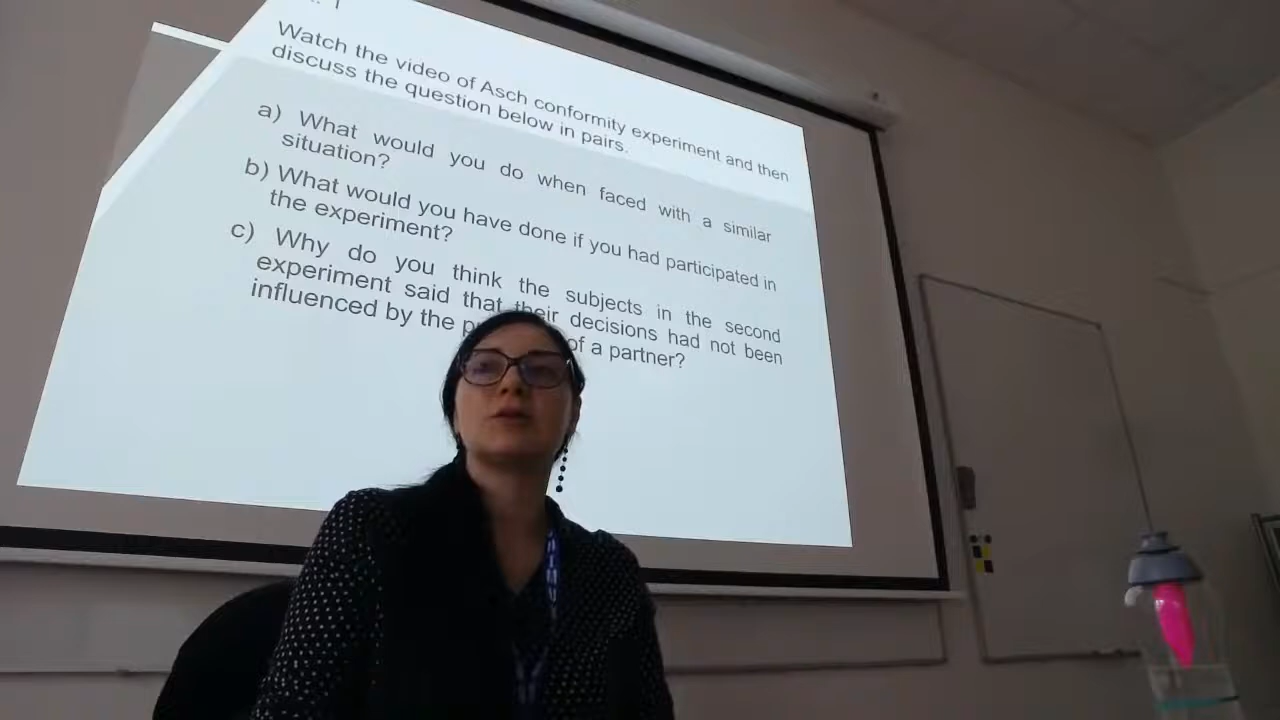 Watch the video of Asch conformity experiment and then
discuss the question below in pairs.
a) What would you do when faced with a similar
situation?
b) What would you have done if you had participated in
the experiment?
c) Why do you think the subjects in the second
experiment said that their decisions had not been
influenced by the of a partner?